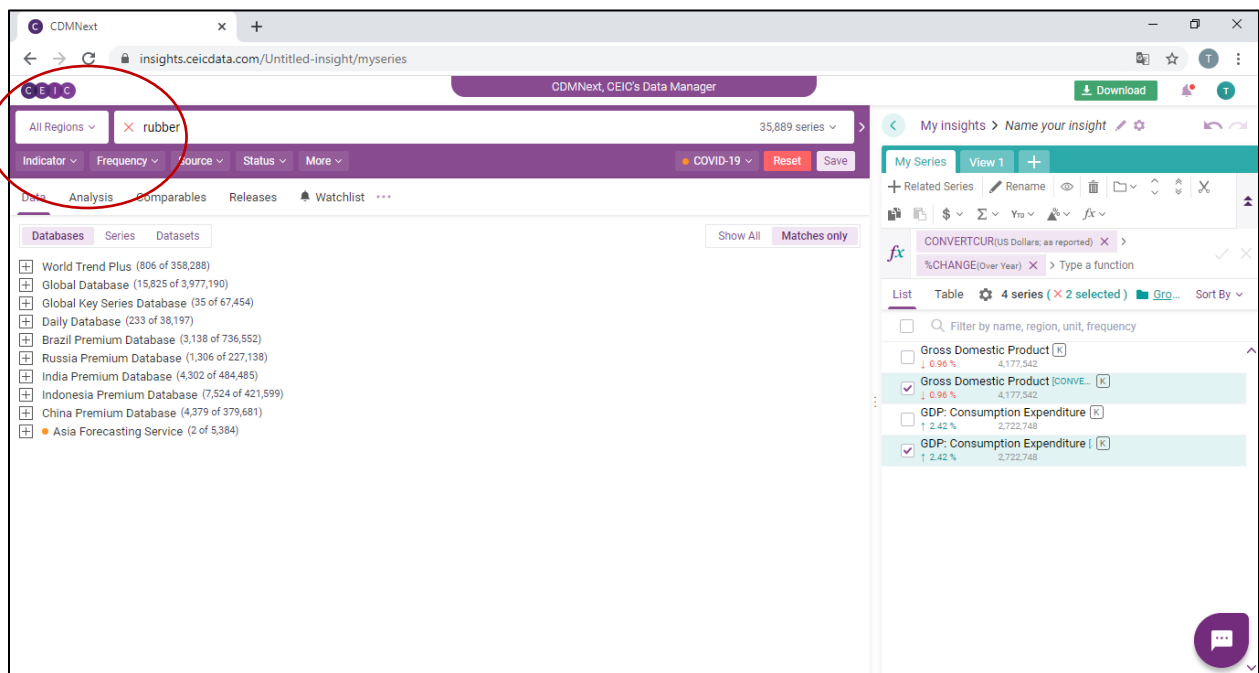 CDMNext
insights.ceicdata.com/Untitled-insight/myseries
T
CEIC
CDMNext, CEIC's Data Manager
Download
T
All Regions
rubber
35,889 series
My insights > Name your insight
Indicator Frequency Source Status More
COVID-19 Reset Save
My Series View 1
Data Analysis Comparables Releases Watchlist
Related Series Rename
$ Σ YTD % fx
Databases Series Datasets
Show All Matches only
fx
CONVERTCUR(US Dollars; as reported) >
%CHANGE(Over Year) > Type a function
World Trend Plus (806 of 358,288)
Global Database (15,825 of 3,977,190)
Global Key Series Database (35 of 67,454)
Daily Database (233 of 38,197)
Brazil Premium Database (3,138 of 736,552)
Russia Premium Database (1,306 of 227,138)
India Premium Database (4,302 of 484,485)
Indonesia Premium Database (7,524 of 421,599)
China Premium Database (4,379 of 379,681)
Asia Forecasting Service (2 of 5,384)
List Table 4 series ( × 2 selected ) Gro... Sort By
Filter by name, region, unit, frequency
Gross Domestic Product K
↓ 0.96 % 4,177,542
Gross Domestic Product [CONVE... K
↓ 0.96 % 4,177,542
GDP: Consumption Expenditure K
↑ 2.42 % 2,722,748
GDP: Consumption Expenditure [. K
↑ 2.42 % 2,722,748